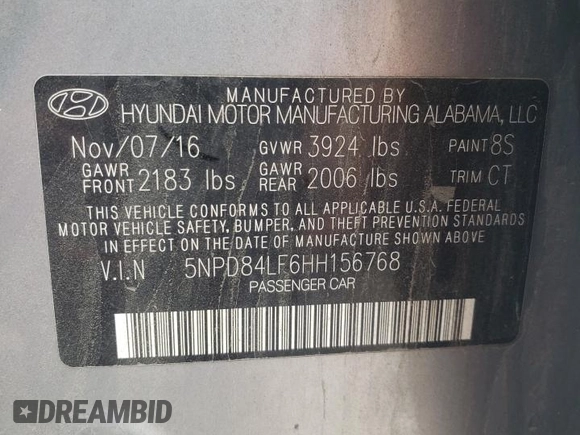 MANUFACTURED BY
HYUNDAI MOTOR MANUFACTURING ALABAMA, LLC
Nov/07/16 GVWR 3924 lbs PAINT 8S
GAWR FRONT 2183 lbs GAWR REAR 2006 lbs TRIM CT
THIS VEHICLE CONFORMS TO ALL APPLICABLE U.S.A. FEDERAL
MOTOR VEHICLE SAFETY, BUMPER, AND THEFT PREVENTION STANDARDS
IN EFFECT ON THE DATE OF MANUFACTURE SHOWN ABOVE.
V.I.N 5NPD84LF6HH156768
PASSENGER CAR
DREAMBID